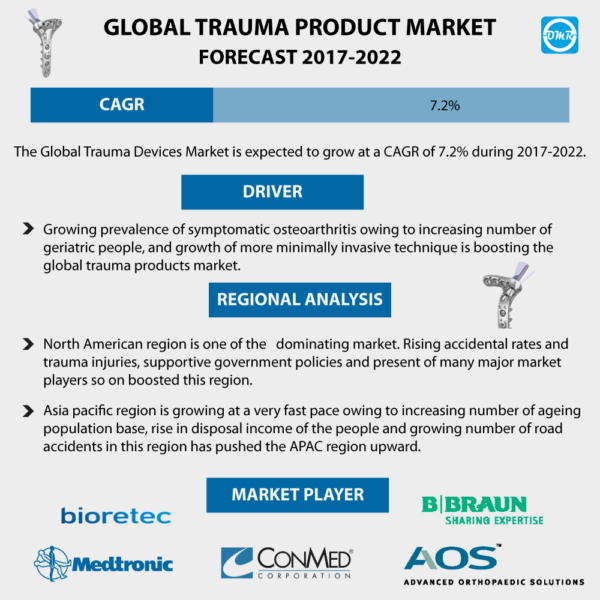 GLOBAL TRAUMA PRODUCT MARKET
FORECAST 2017-2022
DMR
CAGR
7.2%
The Global Trauma Devices Market is expected to grow at a CAGR of 7.2% during 2017-2022.
DRIVER
Growing prevalence of symptomatic osteoarthritis owing to increasing number of
geriatric people, and growth of more minimally invasive technique is boosting the
global trauma products market.
REGIONAL ANALYSIS
North American region is one of the dominating market. Rising accidental rates and
trauma injuries, supportive government policies and present of many major market
players so on boosted this region.
Asia pacific region is growing at a very fast pace owing to increasing number of ageing
population base, rise in disposal income of the people and growing number of road
accidents in this region has pushed the APAC region upward.
MARKET PLAYER
bioretec
B|BRAUN
SHARING EXPERTISE
Medtronic
CONMED®
CORPORATION
AOS™
ADVANCED ORTHOPAEDIC SOLUTIONS